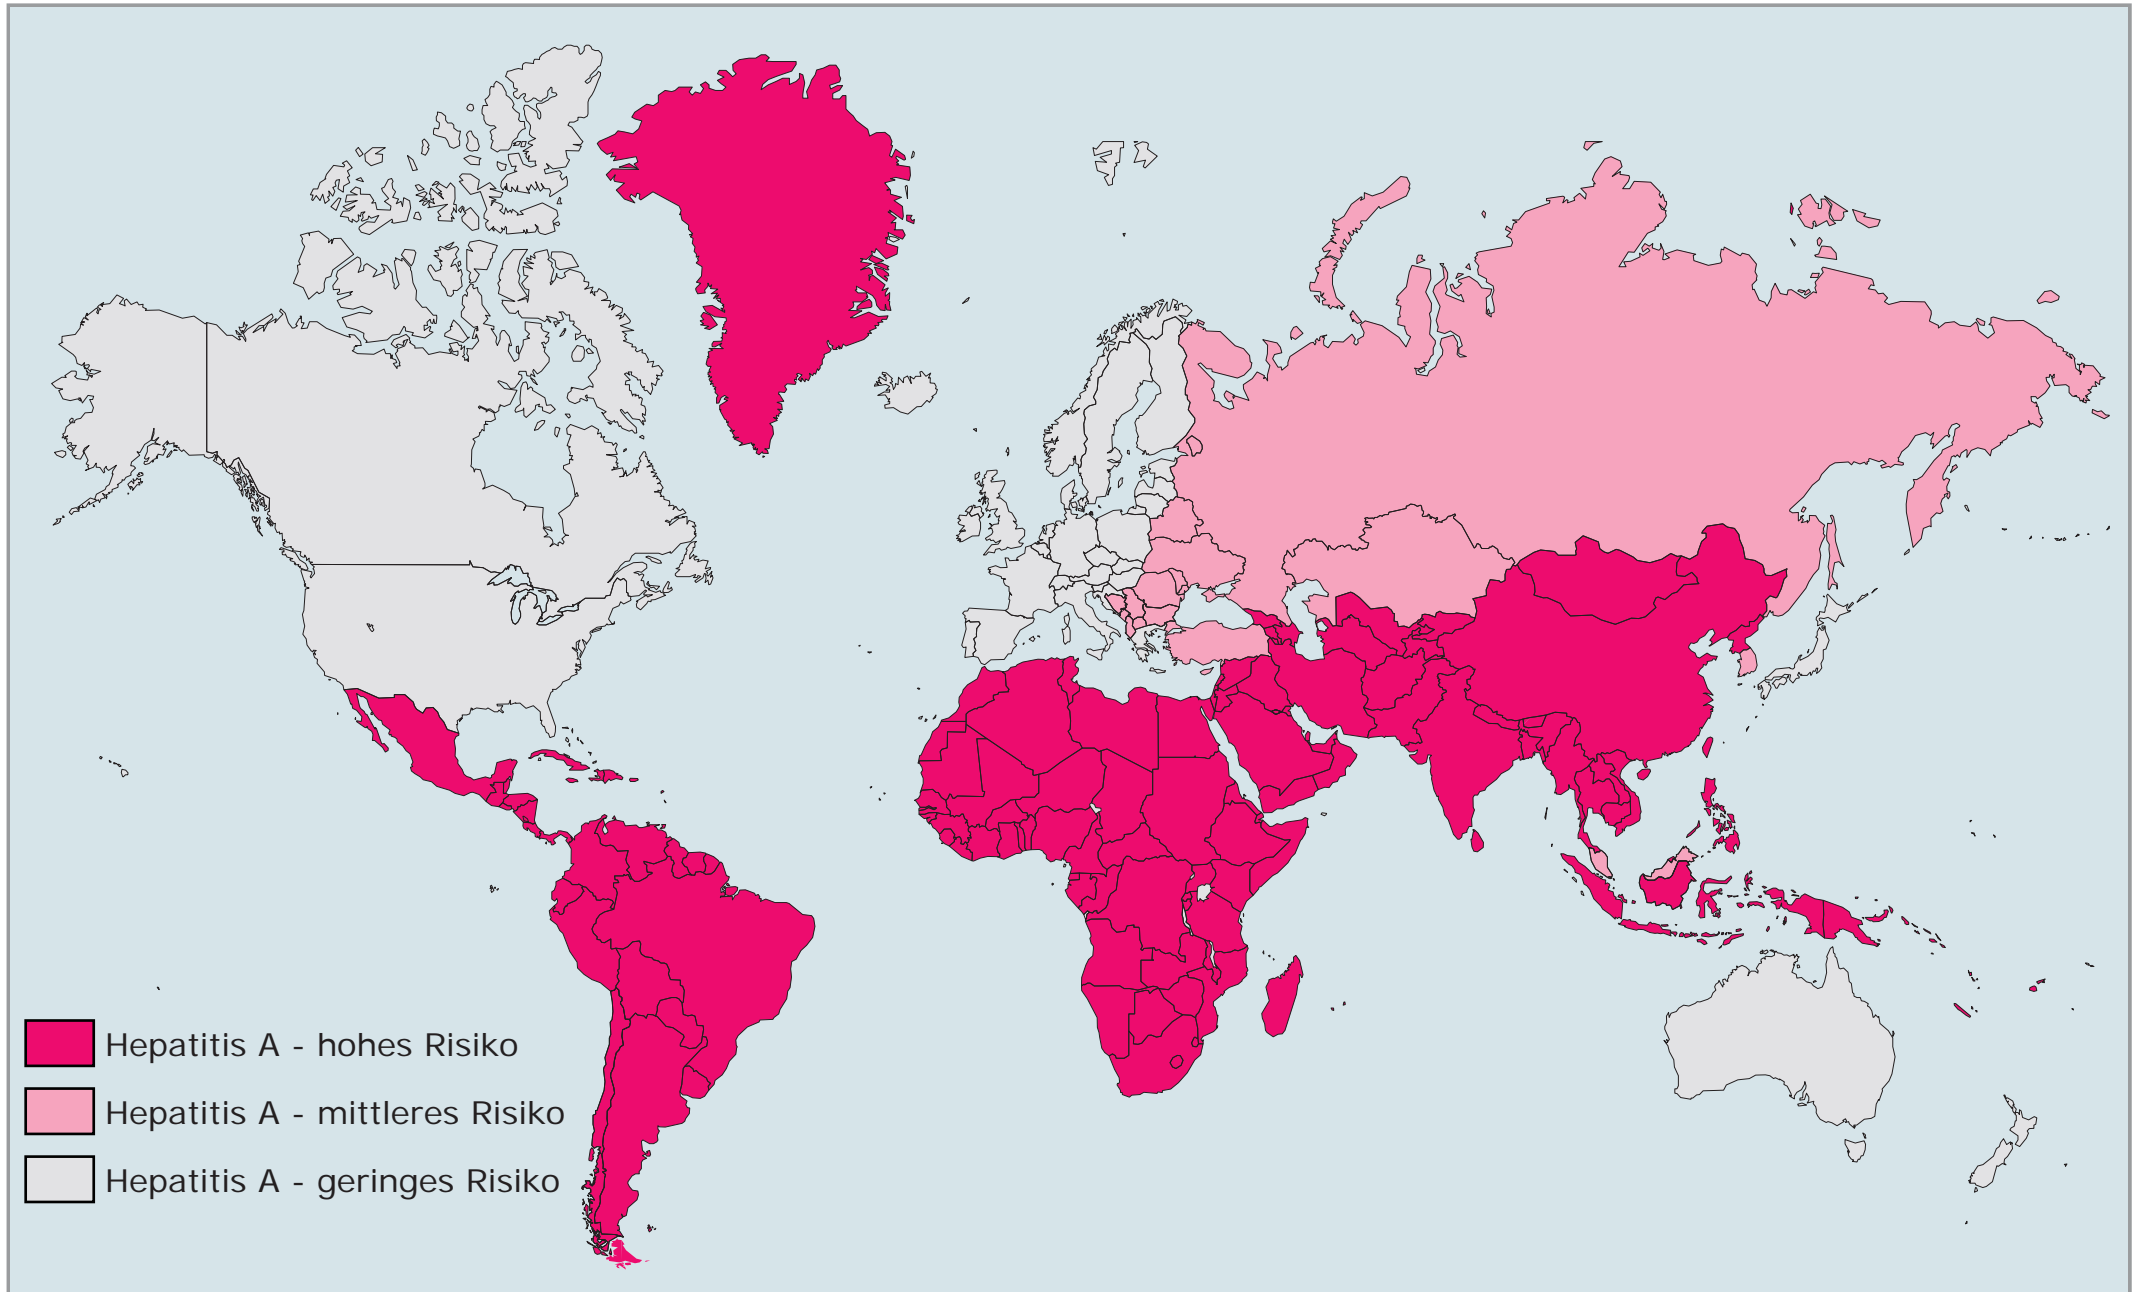 Hepatitis A - hohes Risiko
Hepatitis A - mittleres Risiko
Hepatitis A - geringes Risiko